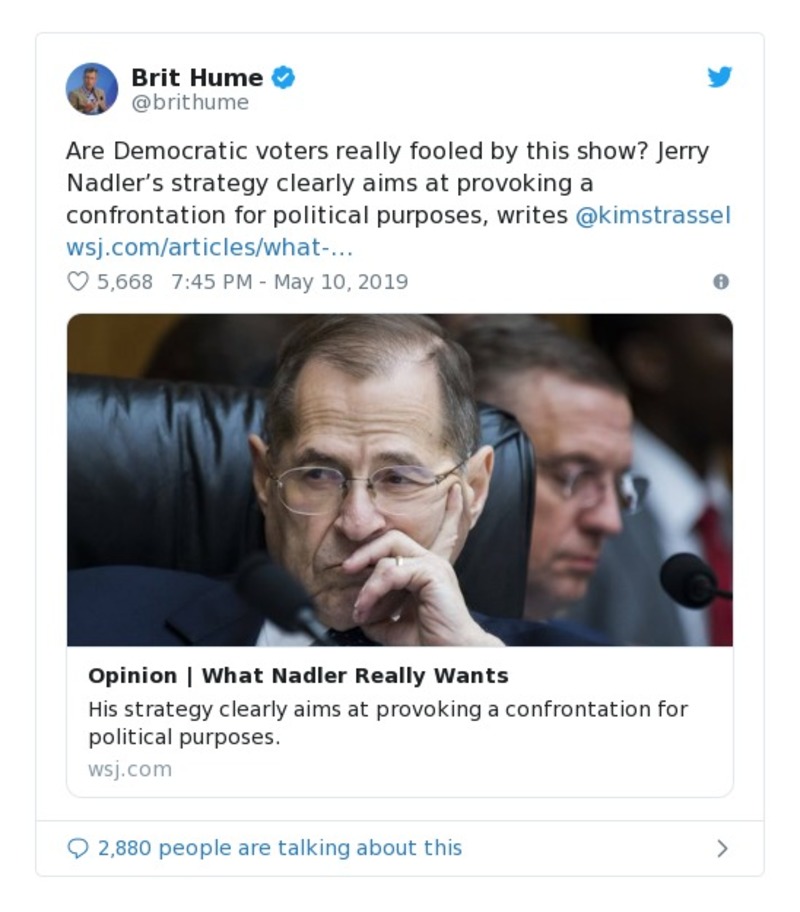 Brit Hume
@brithume
Are Democratic voters really fooled by this show? Jerry
Nadler’s strategy clearly aims at provoking a
confrontation for political purposes, writes @kimstrassel
wsj.com/articles/what-…
5,668 7:45 PM - May 10, 2019
Opinion | What Nadler Really Wants
His strategy clearly aims at provoking a confrontation for
political purposes.
wsj.com
2,880 people are talking about this